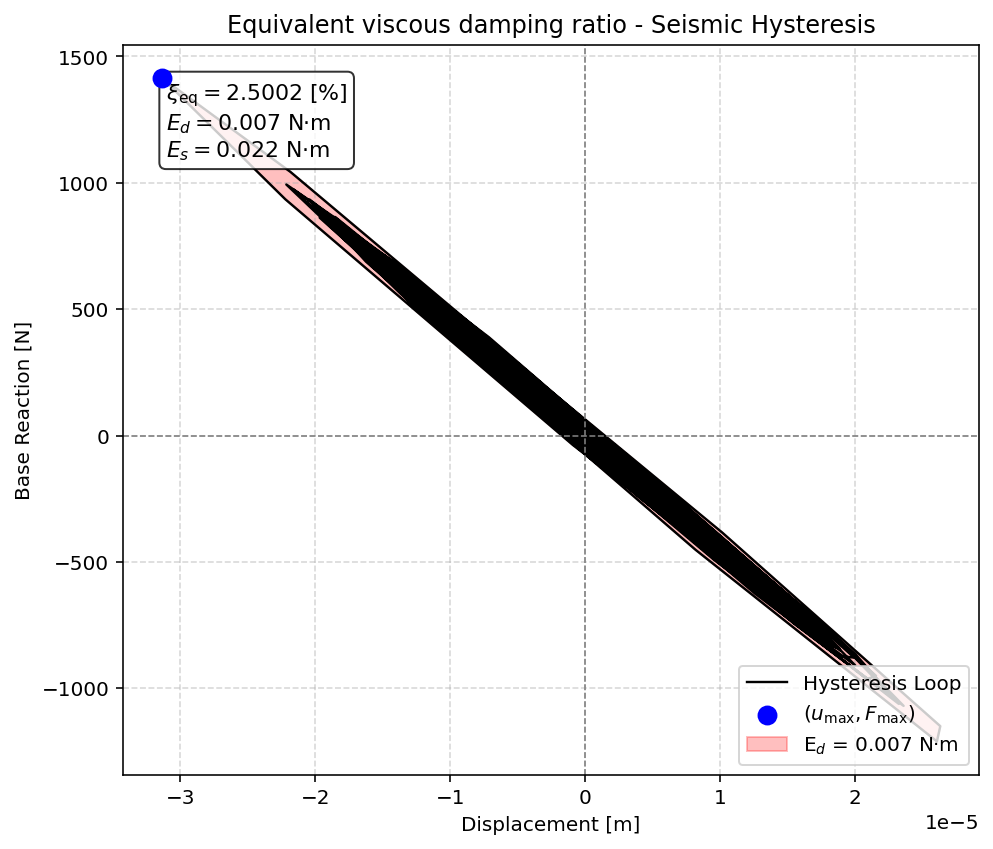 Equivalent viscous damping ratio - Seismic Hysteresis
1500
1000
500
0
−500
−1000
Base Reaction [N]
ξeq = 2.5002 [%]
Ed = 0.007 N·m
Es = 0.022 N·m
Hysteresis Loop
(umax, Fmax)
Ed = 0.007 N·m
−3 −2 −1 0 1 2
1e−5
Displacement [m]